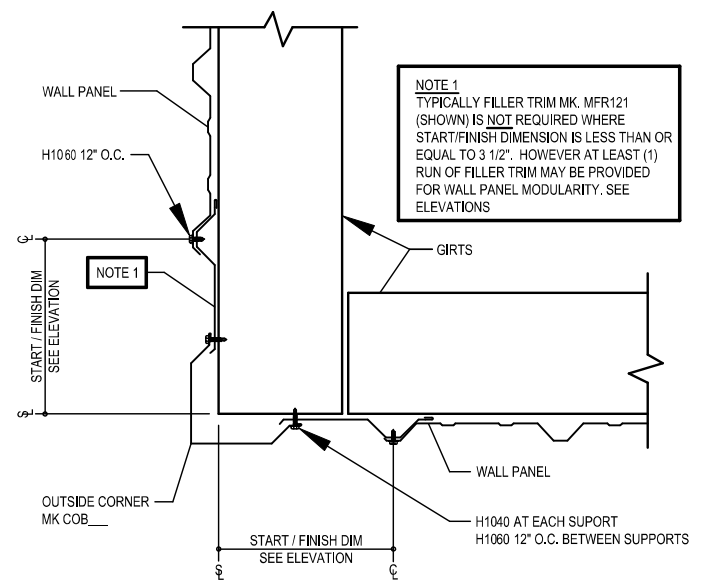 WALL PANEL
H1060 12" O.C.
NOTE 1
TYPICALLY FILLER TRIM MK. MFR121
(SHOWN) IS NOT REQUIRED WHERE
START/FINISH DIMENSION IS LESS THAN OR
EQUAL TO 3 1/2". HOWEVER AT LEAST (1)
RUN OF FILLER TRIM MAY BE PROVIDED
FOR WALL PANEL MODULARITY. SEE
ELEVATIONS
GIRTS
NOTE 1
START / FINISH DIM
SEE ELEVATION
WALL PANEL
OUTSIDE CORNER
MK COB___
H1040 AT EACH SUPORT
H1060 12" O.C. BETWEEN SUPPORTS
START / FINISH DIM
SEE ELEVATION